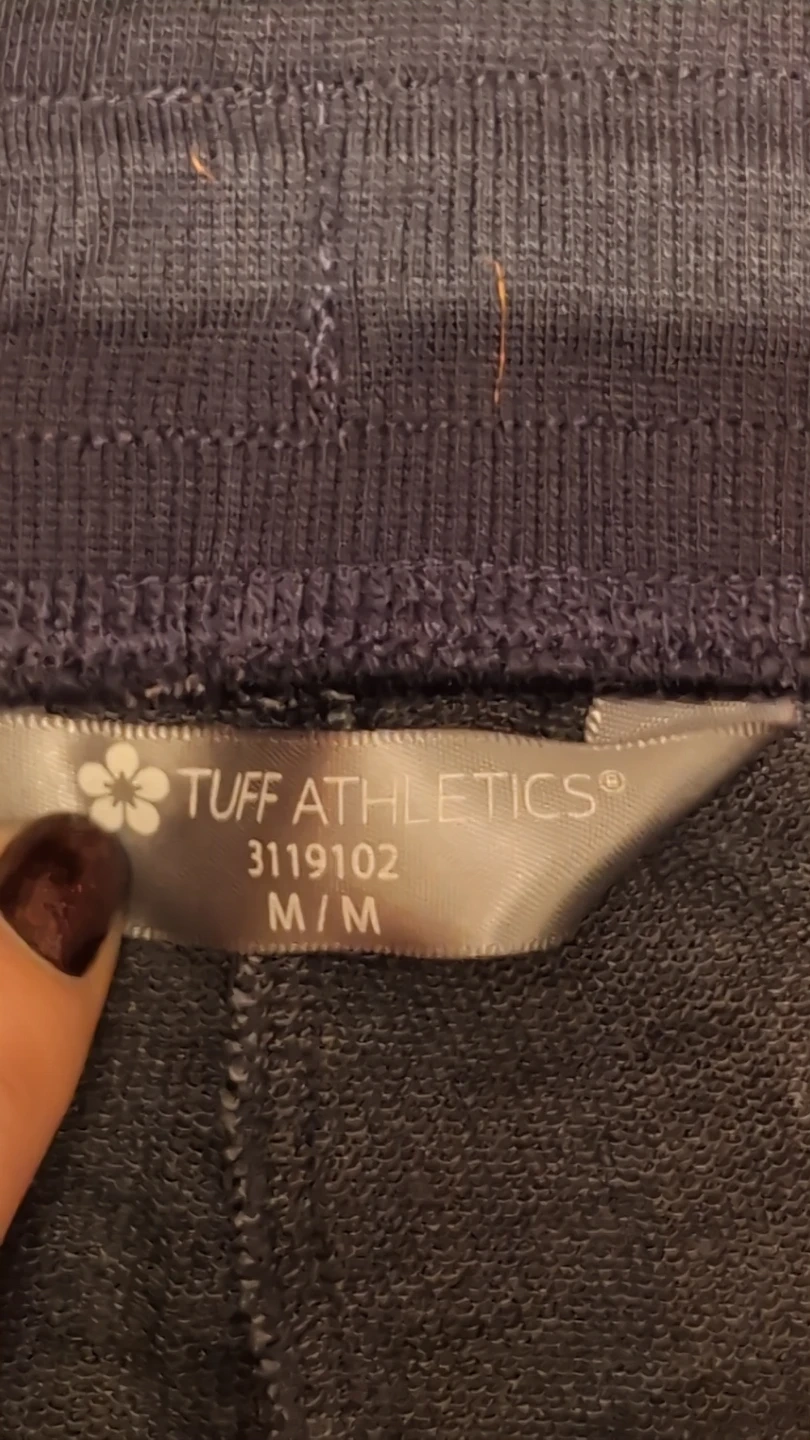 TUFF ATHLETICS®
3119102
M / M